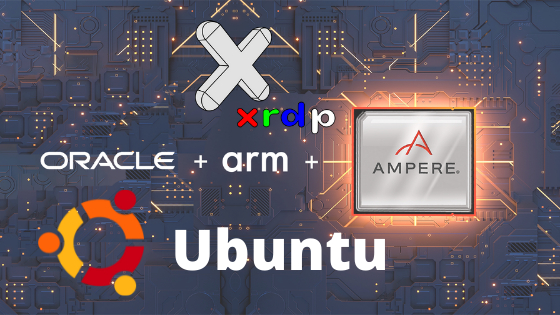 X
xrdp
ORACLE + arm +
AMPERE®
Ubuntu